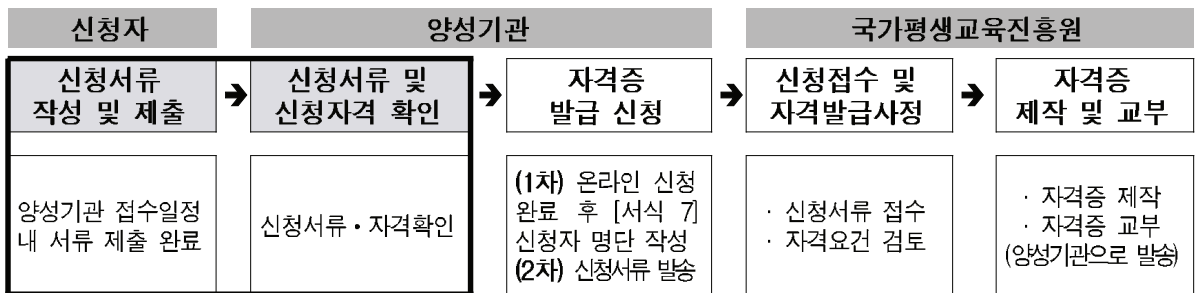 신청자
양성기관
국가평생교육진흥원
신청서류
작성 및 제출
➔
신청서류 및
신청자격 확인
➔
자격증
발급 신청
➔
신청접수 및
자격발급사정
➔
자격증
제작 및 교부
양성기관 접수일정
내 서류 제출 완료
신청서류・자격확인
(1차) 온라인 신청
완료 후 [서식 7]
신청자 명단 작성
(2차) 신청서류 발송
· 신청서류 접수
· 자격요건 검토
· 자격증 제작
· 자격증 교부
(양성기관으로 발송)